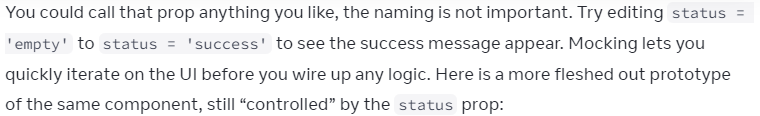 You could call that prop anything you like, the naming is not important. Try editing status =
'empty' to status = 'success' to see the success message appear. Mocking lets you
quickly iterate on the UI before you wire up any logic. Here is a more fleshed out prototype
of the same component, still “controlled” by the status prop: